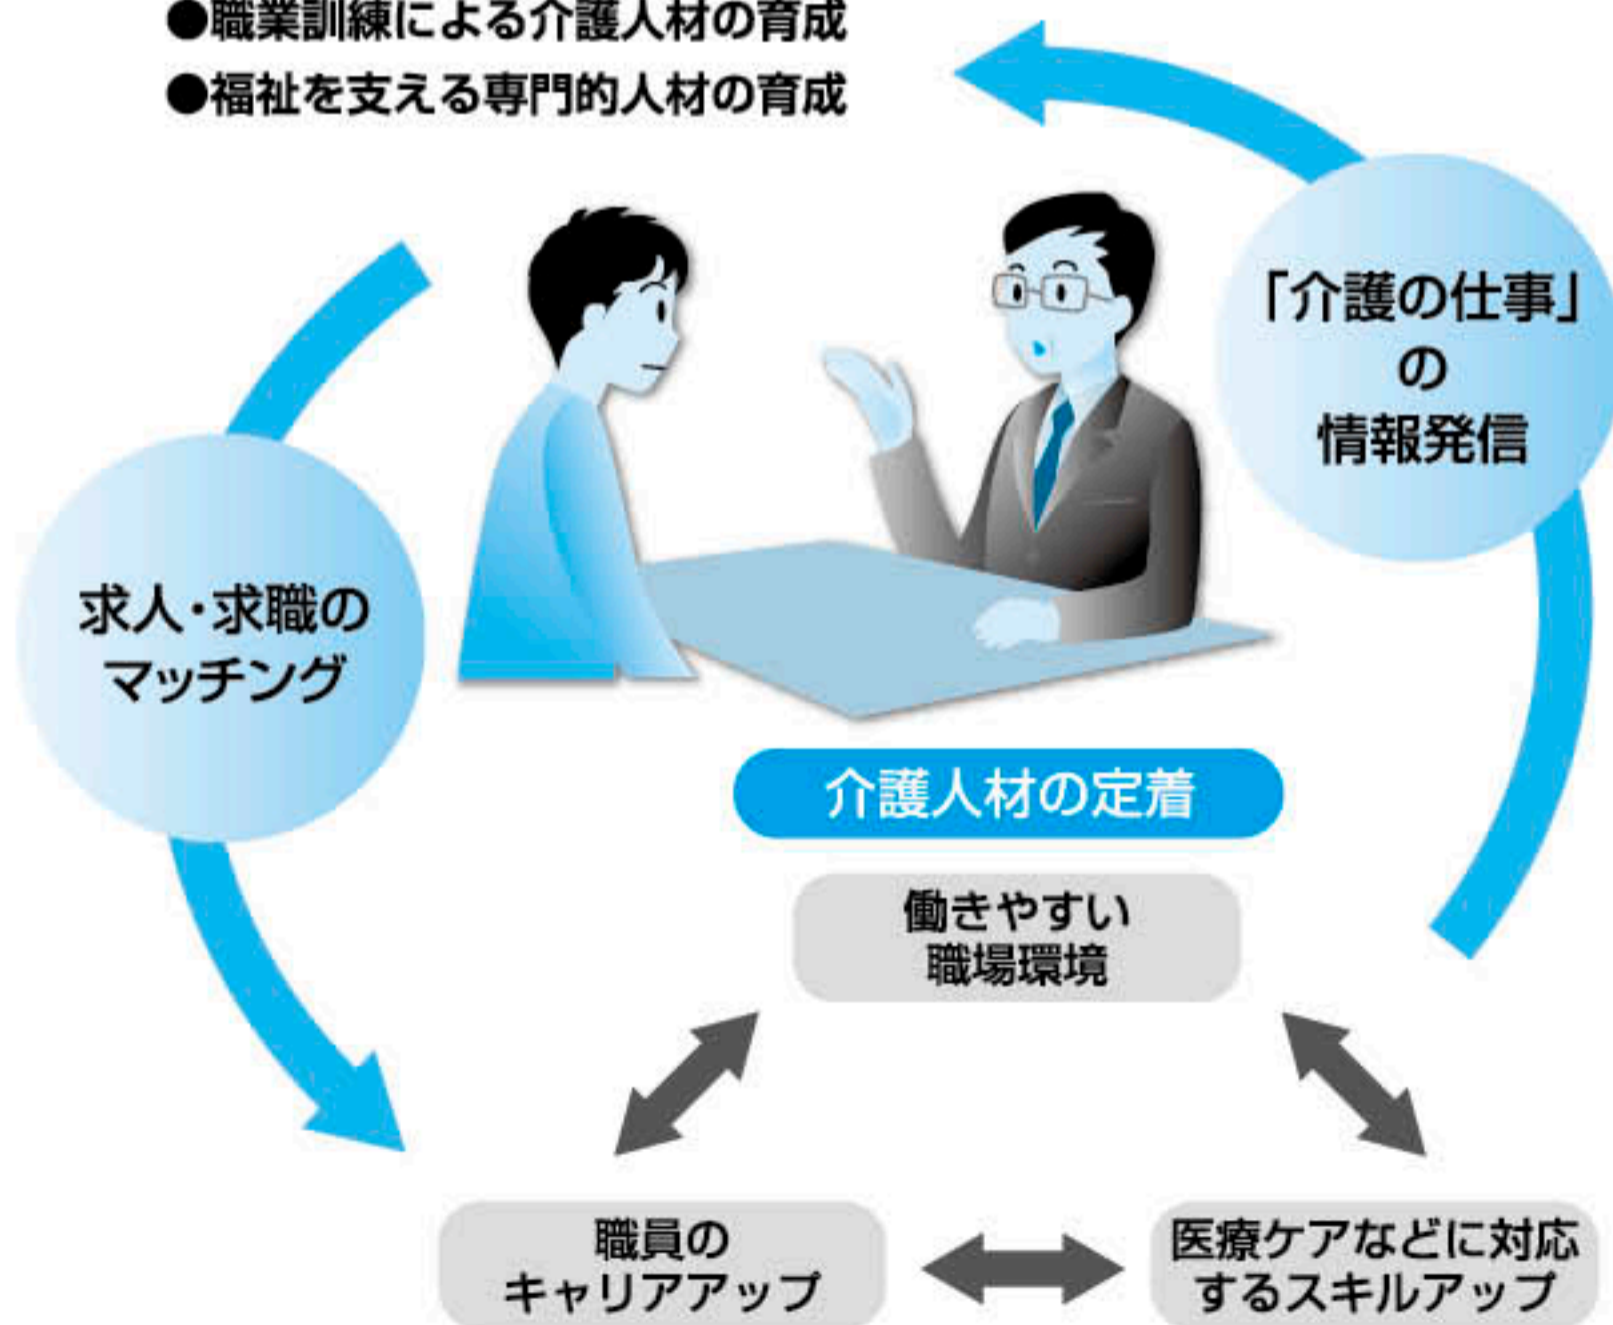 ●職業訓練による介護人材の育成
●福祉を支える専門的人材の育成
「介護の仕事」
の
情報発信
求人・求職の
マッチング
介護人材の定着
働きやすい
職場環境
職員の
キャリアアップ
医療ケアなどに対応
するスキルアップ